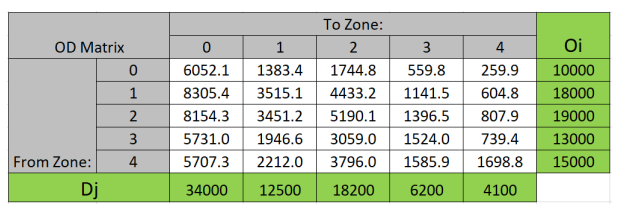 To Zone:
OD Matrix 0 1 2 3 4 Oi
0 6052.1 1383.4 1744.8 559.8 259.9 10000
1 8305.4 3515.1 4433.2 1141.5 604.8 18000
2 8154.3 3451.2 5190.1 1396.5 807.9 19000
3 5731.0 1946.6 3059.0 1524.0 739.4 13000
From Zone: 4 5707.3 2212.0 3796.0 1585.9 1698.8 15000
Dj 34000 12500 18200 6200 4100